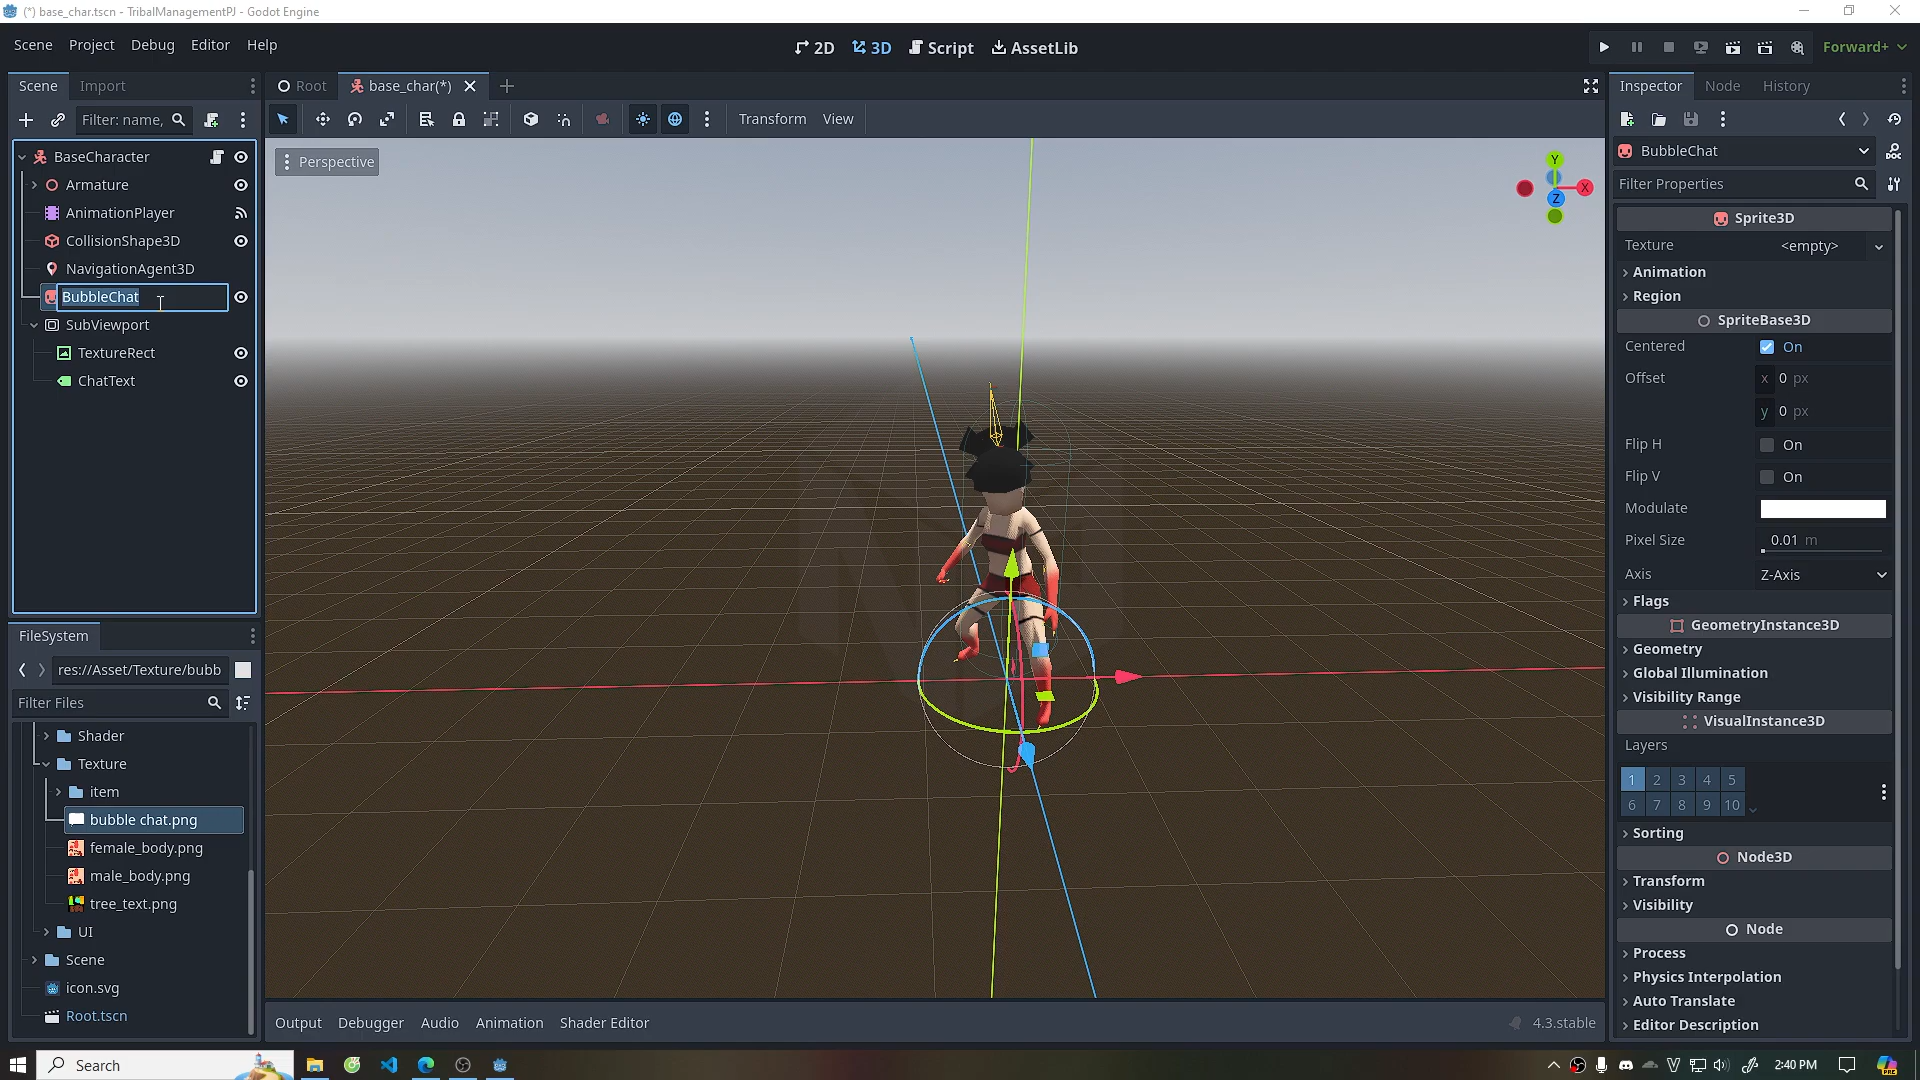 (*) base_char.tscn - TribalManagementPJ - Godot Engine
Scene Project Debug Editor Help
2D 3D Script AssetLib
Forward+
Scene Import
Root base_char(*)
Inspector Node History
Filter: name,
Transform View
BaseCharacter
Armature
AnimationPlayer
CollisionShape3D
NavigationAgent3D
BubbleChat
SubViewport
TextureRect
ChatText
Perspective
Y
X
Z
BubbleChat
Filter Properties
Sprite3D
Texture <empty>
Animation
Region
SpriteBase3D
Centered On
Offset x 0 px
y 0 px
Flip H On
Flip V On
Modulate
Pixel Size 0.01 m
Axis Z-Axis
Flags
GeometryInstance3D
Geometry
Global Illumination
Visibility Range
VisualInstance3D
Layers
1 2 3 4 5
6 7 8 9 10
Sorting
Node3D
Transform
Visibility
Node
Process
Physics Interpolation
Auto Translate
Editor Description
FileSystem
res://Asset/Texture/bubb
Filter Files
Shader
Texture
item
bubble chat.png
female_body.png
male_body.png
tree_text.png
UI
Scene
icon.svg
Root.tscn
Output Debugger Audio Animation Shader Editor
4.3.stable
Search
2:40 PM